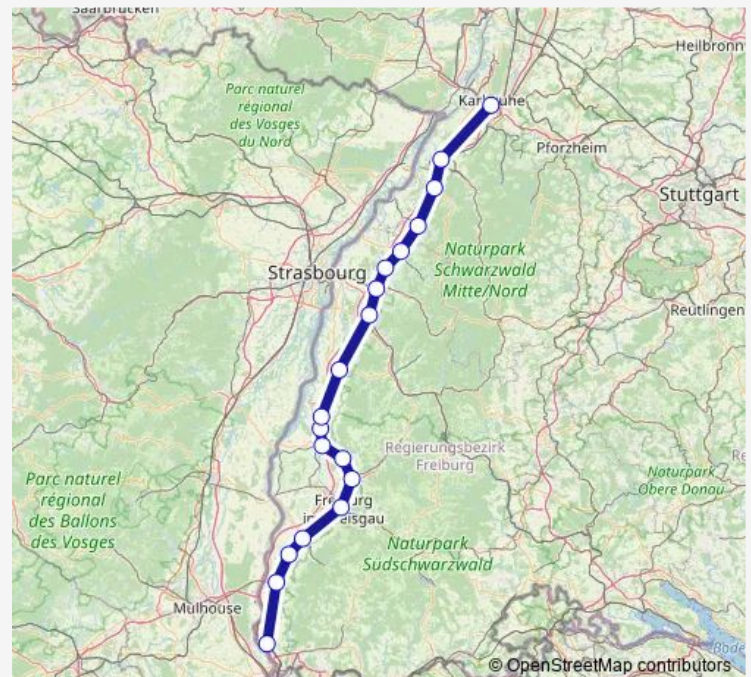 Saarbrücken
Heilbronn
Parc naturel
régional
des Vosges
du Nord
Pforzheim
Stuttgart
Naturpark
Schwarzwald
Mitte/Nord
Strasbourg
Reutlingen
Regierungsbezirk
Freiburg
Parc naturel
régional
des Ballons
des Vosges
Naturpark
Obere Donau
Naturpark
Südschwarzwald
Mulhouse
© OpenStreetMap contributors